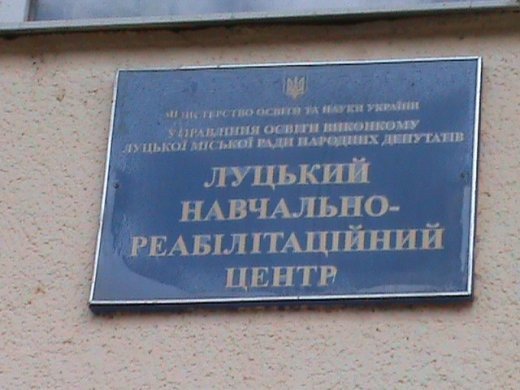 МІНІСТЕРСТВО ОСВІТИ ТА НАУКИ УКРАЇНИ
УПРАВЛІННЯ ОСВІТИ ВИКОНКОМУ
ЛУЦЬКОЇ МІСЬКОЇ РАДИ НАРОДНИХ ДЕПУТАТІВ
ЛУЦЬКИЙ
НАВЧАЛЬНО-
РЕАБІЛІТАЦІЙНИЙ
ЦЕНТР